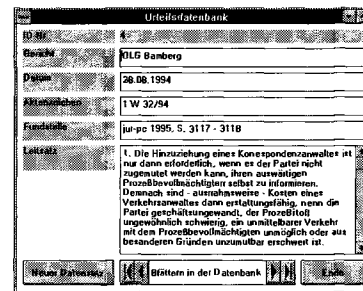 Urteilsdatenbank
ID-Nr 4
Gericht OLG Bamberg
Datum 28.08.1994
Aktenzeichen 1 W 32/94
Fundstelle jur-pc 1995, S. 3117 - 3118
Leitsatz 1. Die Hinzuziehung eines Korrespondenzanwaltes ist
nur dann erforderlich, wenn es der Partei nicht
zugemutet werden kann, ihren auswärtigen
Prozeßbevollmächtigten selbst zu informieren.
Demnach sind - ausnahmsweise - Kosten eines
Verkehrsanwaltes dann erstattungsfähig, nenn die
Partei geschäftsungewandt, der Prozeßstoff
ungewöhnlich schwierig, ein unmittelbarer Verkehr
mit dem Prozeßbevollmächtigten unmöglich oder aus
besonderen Gründen unzumutbar erschwert ist.
Neuer Datensatz Blättern in der Datenbank Ende